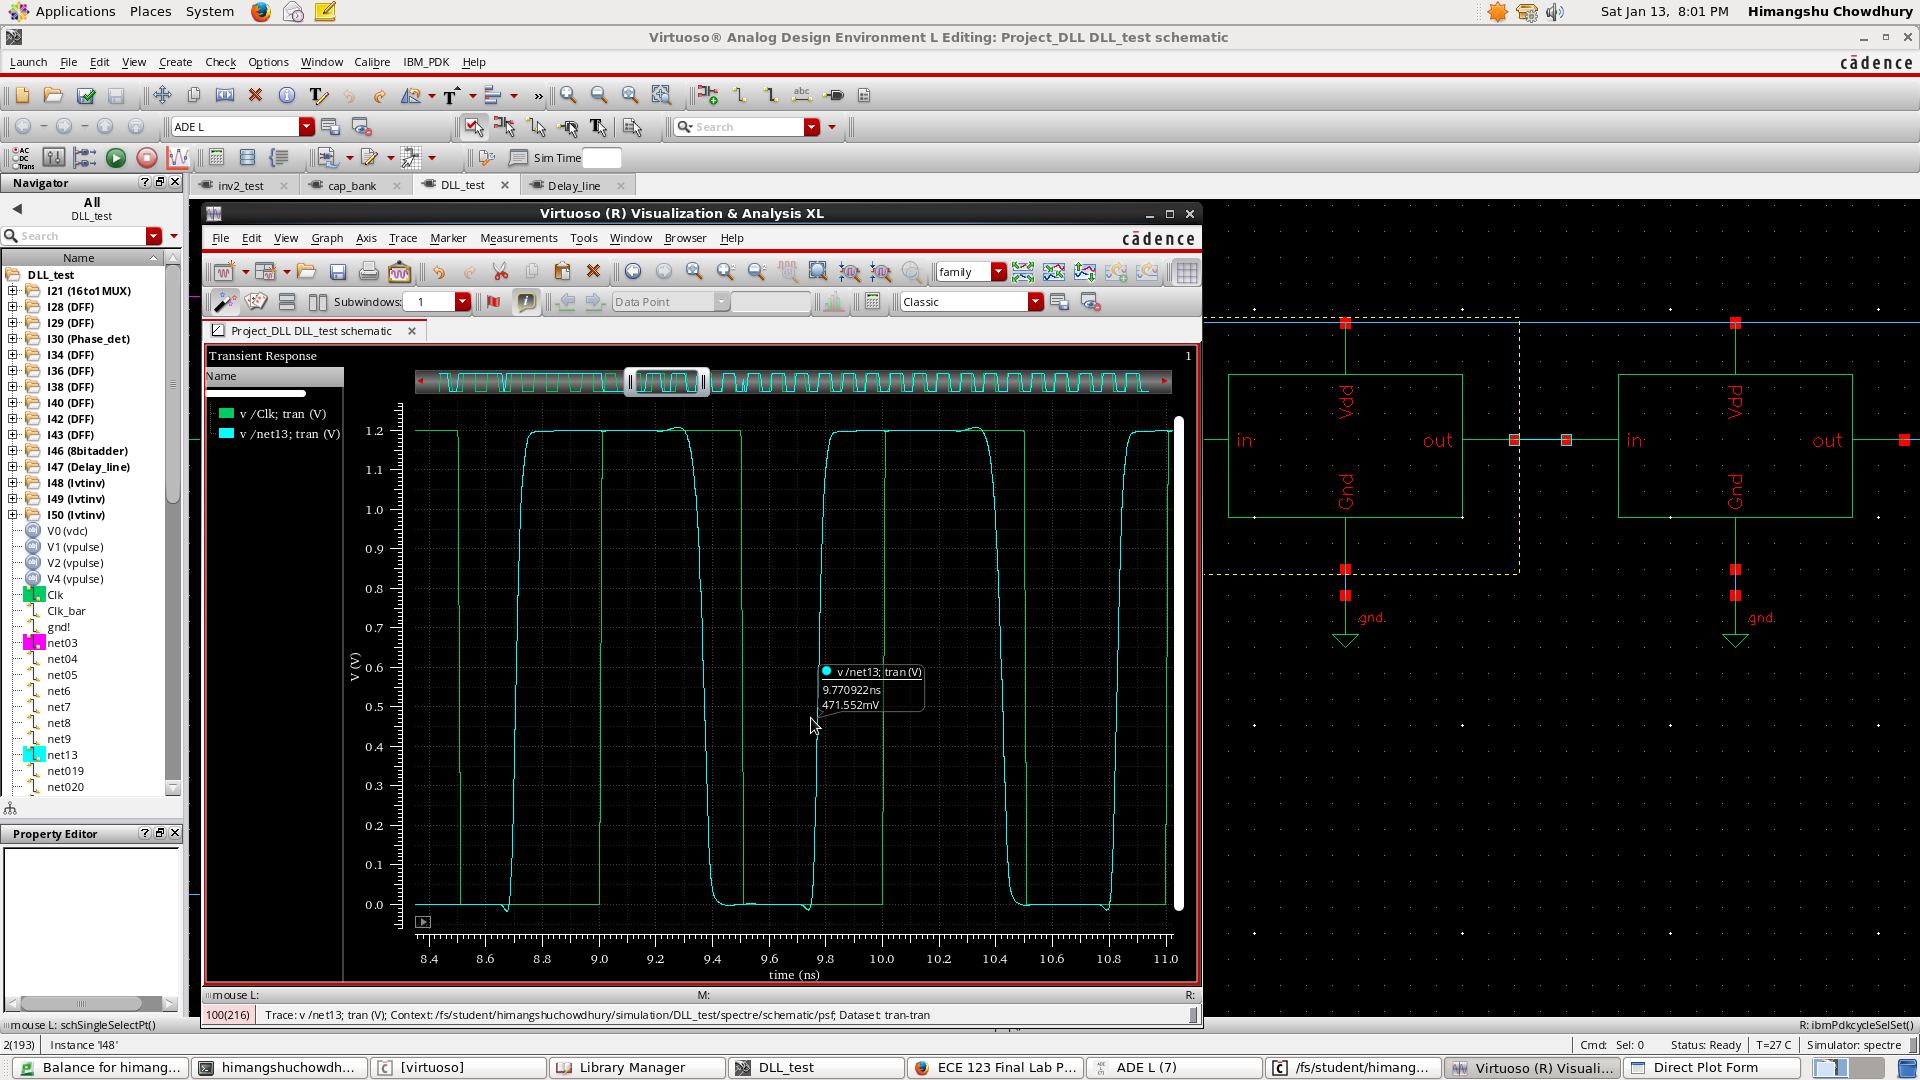 Applications Places System Sat Jan 13, 8:01 PM Himangshu Chowdhury
Virtuoso® Analog Design Environment L Editing: Project_DLL DLL_test schematic
Launch File Edit View Create Check Options Window Calibre IBM_PDK Help cādence
ADE L Search
AC DC Trans Sim Time
Navigator inv2_test cap_bank DLL_test Delay_line
All
DLL_test
Search
Name
DLL_test
I21 (16to1MUX)
I28 (DFF)
I29 (DFF)
I30 (Phase_det)
I34 (DFF)
I36 (DFF)
I38 (DFF)
I40 (DFF)
I42 (DFF)
I43 (DFF)
I46 (8bitadder)
I47 (Delay_line)
I48 (lvtinv)
I49 (lvtinv)
I50 (lvtinv)
V0 (vdc)
V1 (vpulse)
V2 (vpulse)
V4 (vpulse)
Clk
Clk_bar
gnd!
net03
net04
net05
net6
net7
net8
net9
net13
net019
net020
Property Editor
Virtuoso (R) Visualization & Analysis XL
File Edit View Graph Axis Trace Marker Measurements Tools Window Browser Help cādence
family
Subwindows: 1 Data Point Classic
Project_DLL DLL_test schematic
Transient Response 1
Name
v /Clk; tran (V)
v /net13; tran (V)
V (V)
1.2
1.1
1.0
0.9
0.8
0.7
0.6
0.5
0.4
0.3
0.2
0.1
0.0
v /net13; tran (V)
9.770922ns
471.552mV
8.4 8.6 8.8 9.0 9.2 9.4 9.6 9.8 10.0 10.2 10.4 10.6 10.8 11.0
time (ns)
mouse L: M: R:
100(216) Trace: v /net13; tran (V); Context: /fs/student/himangshuchowdhury/simulation/DLL_test/spectre/schematic/psf; Dataset: tran-tran
Vdd
in out
Gnd
gnd.
Vdd
in out
Gnd
gnd.
mouse L: schSingleSelectPt() R: ibmPdkcycleSelSet()
2(193) Instance 'I48' Cmd: Sel: 0 Status: Ready T=27 C Simulator: spectre
Balance for himang... himangshuchowdh... [virtuoso] Library Manager DLL_test ECE 123 Final Lab P... ADE L (7) /fs/student/himang... Virtuoso (R) Visuali... Direct Plot Form